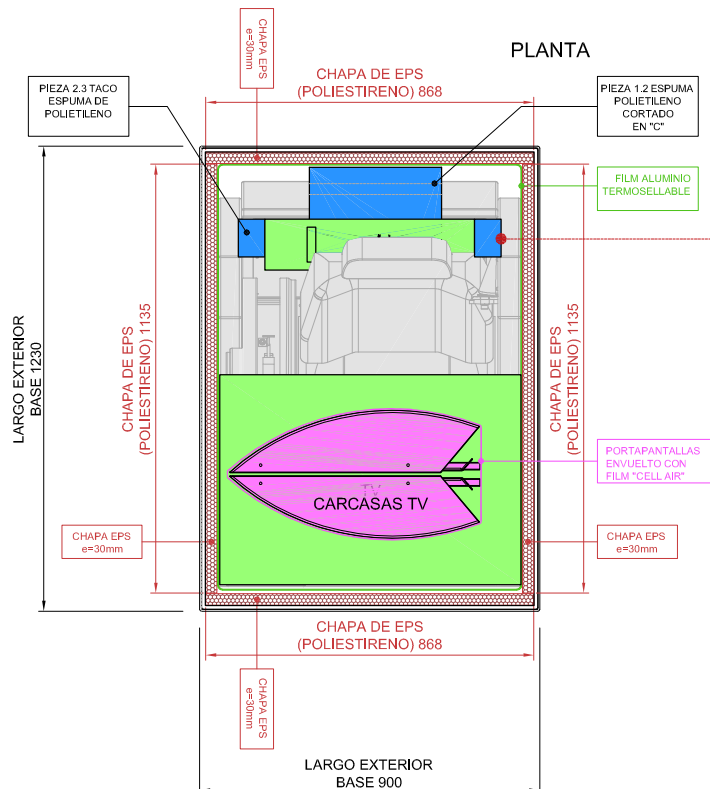 PLANTA
CHAPA EPS
e=30mm
CHAPA DE EPS
(POLIESTIRENO) 868
PIEZA 2.3 TACO
ESPUMA DE
POLIETILENO
PIEZA 1.2 ESPUMA
POLIETILENO
CORTADO
EN "C"
FILM ALUMINIO
TERMOSELLABLE
LARGO EXTERIOR
BASE 1230
CHAPA DE EPS
(POLIESTIRENO) 1135
CHAPA DE EPS
(POLIESTIRENO) 1135
TV
CARCASAS TV
PORTAPANTALLAS
ENVUELTO CON
FILM "CELL AIR"
CHAPA EPS
e=30mm
CHAPA EPS
e=30mm
CHAPA DE EPS
(POLIESTIRENO) 868
CHAPA EPS
e=30mm
LARGO EXTERIOR
BASE 900